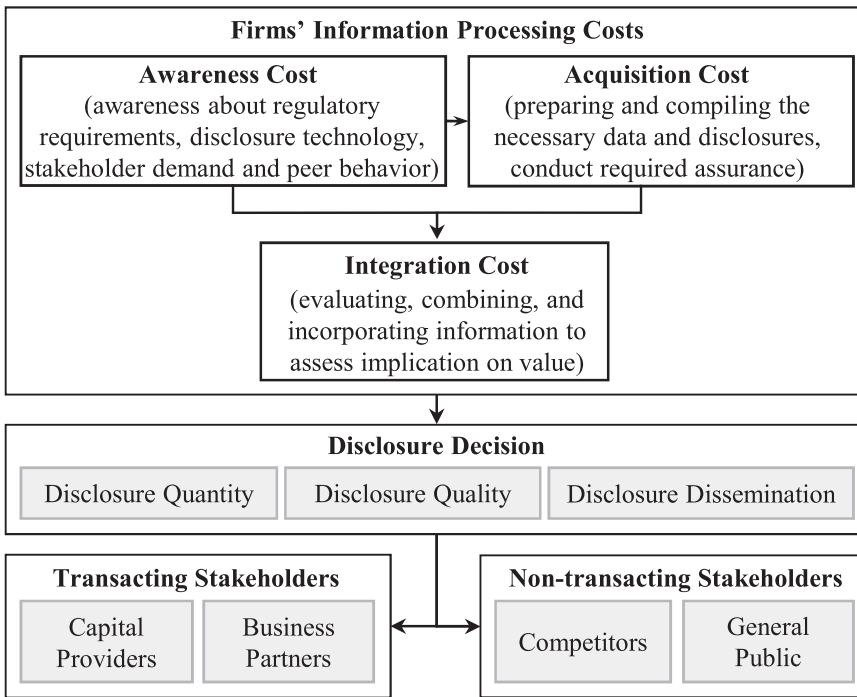 Firms’ Information Processing Costs
Awareness Cost
(awareness about regulatory
requirements, disclosure technology,
stakeholder demand and peer behavior)
Acquisition Cost
(preparing and compiling the
necessary data and disclosures,
conduct required assurance)
Integration Cost
(evaluating, combining, and
incorporating information to
assess implication on value)
Disclosure Decision
Disclosure Quantity
Disclosure Quality
Disclosure Dissemination
Transacting Stakeholders
Capital
Providers
Business
Partners
Non-transacting Stakeholders
Competitors
General
Public